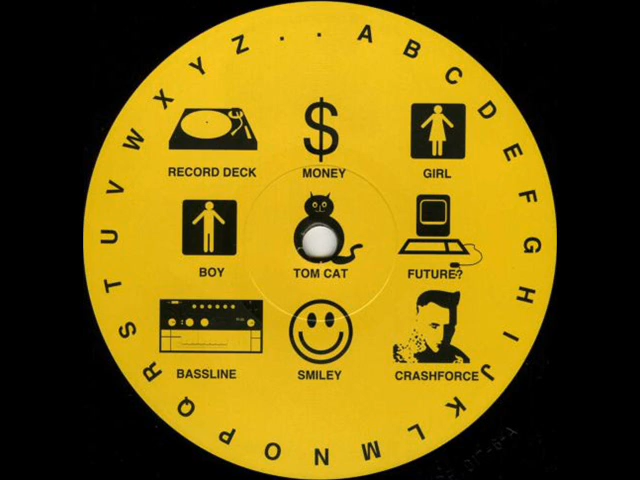 . . A B C D E F G H I J K L M N O P Q R S T U V W X Y Z
$
RECORD DECK MONEY GIRL
BOY TOM CAT FUTURE?
BASSLINE SMILEY CRASHFORCE